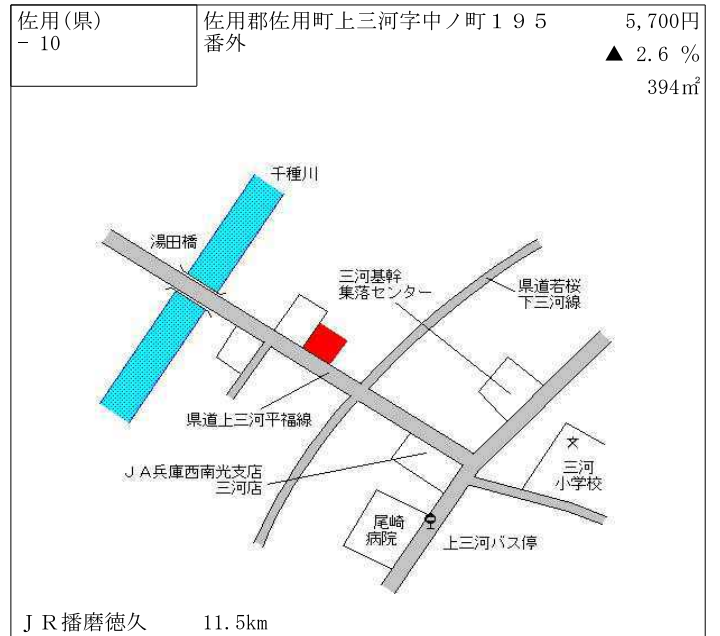 佐用(県)
- 10
佐用郡佐用町上三河字中ノ町１９５
番外
5,700円
▲ 2.6 %
394㎡
千種川
湯田橋
三河基幹
集落センター
県道若桜
下三河線
県道上三河平福線
ＪＡ兵庫西南光支店
三河店
三河
小学校
文
尾崎
病院
上三河バス停
ＪＲ播磨徳久 11.5km